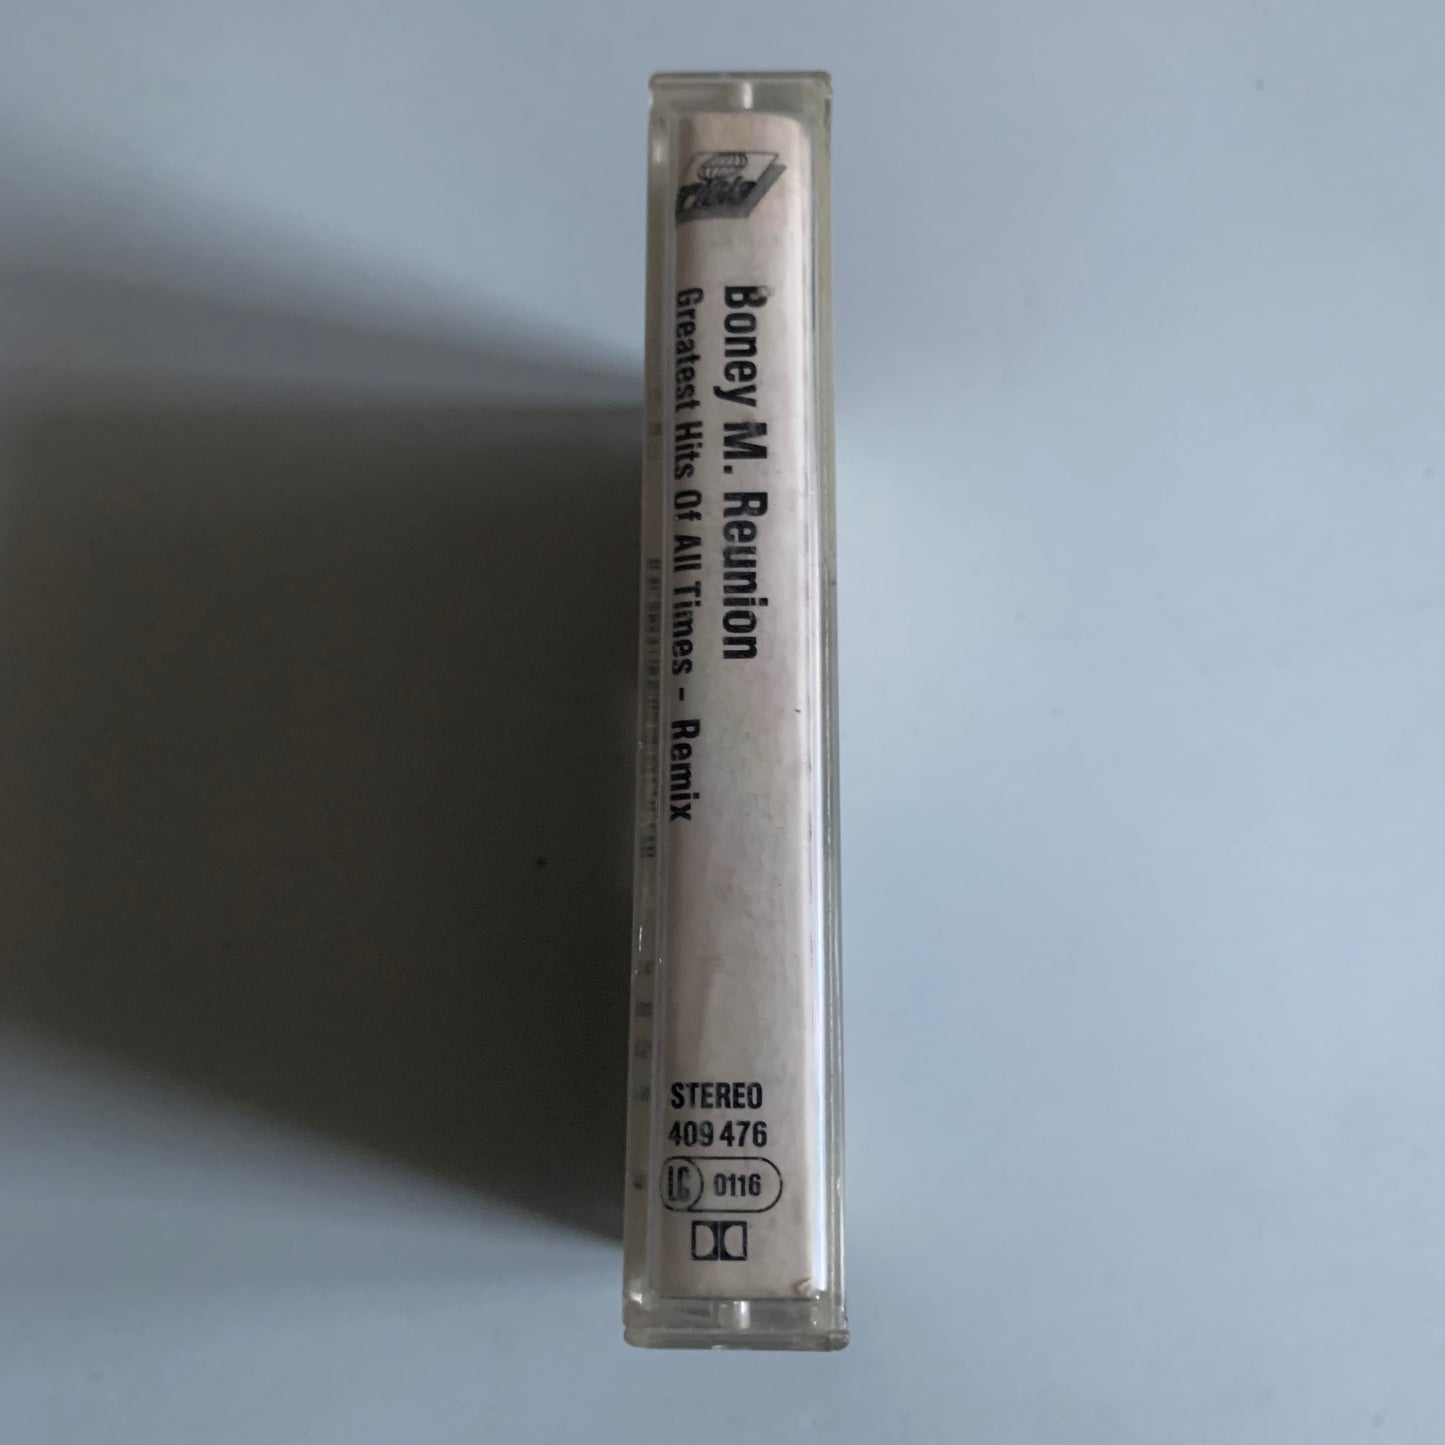 Boney M. Reunion
Greatest Hits Of All Times - Remix
STEREO
409 476
LC 0116